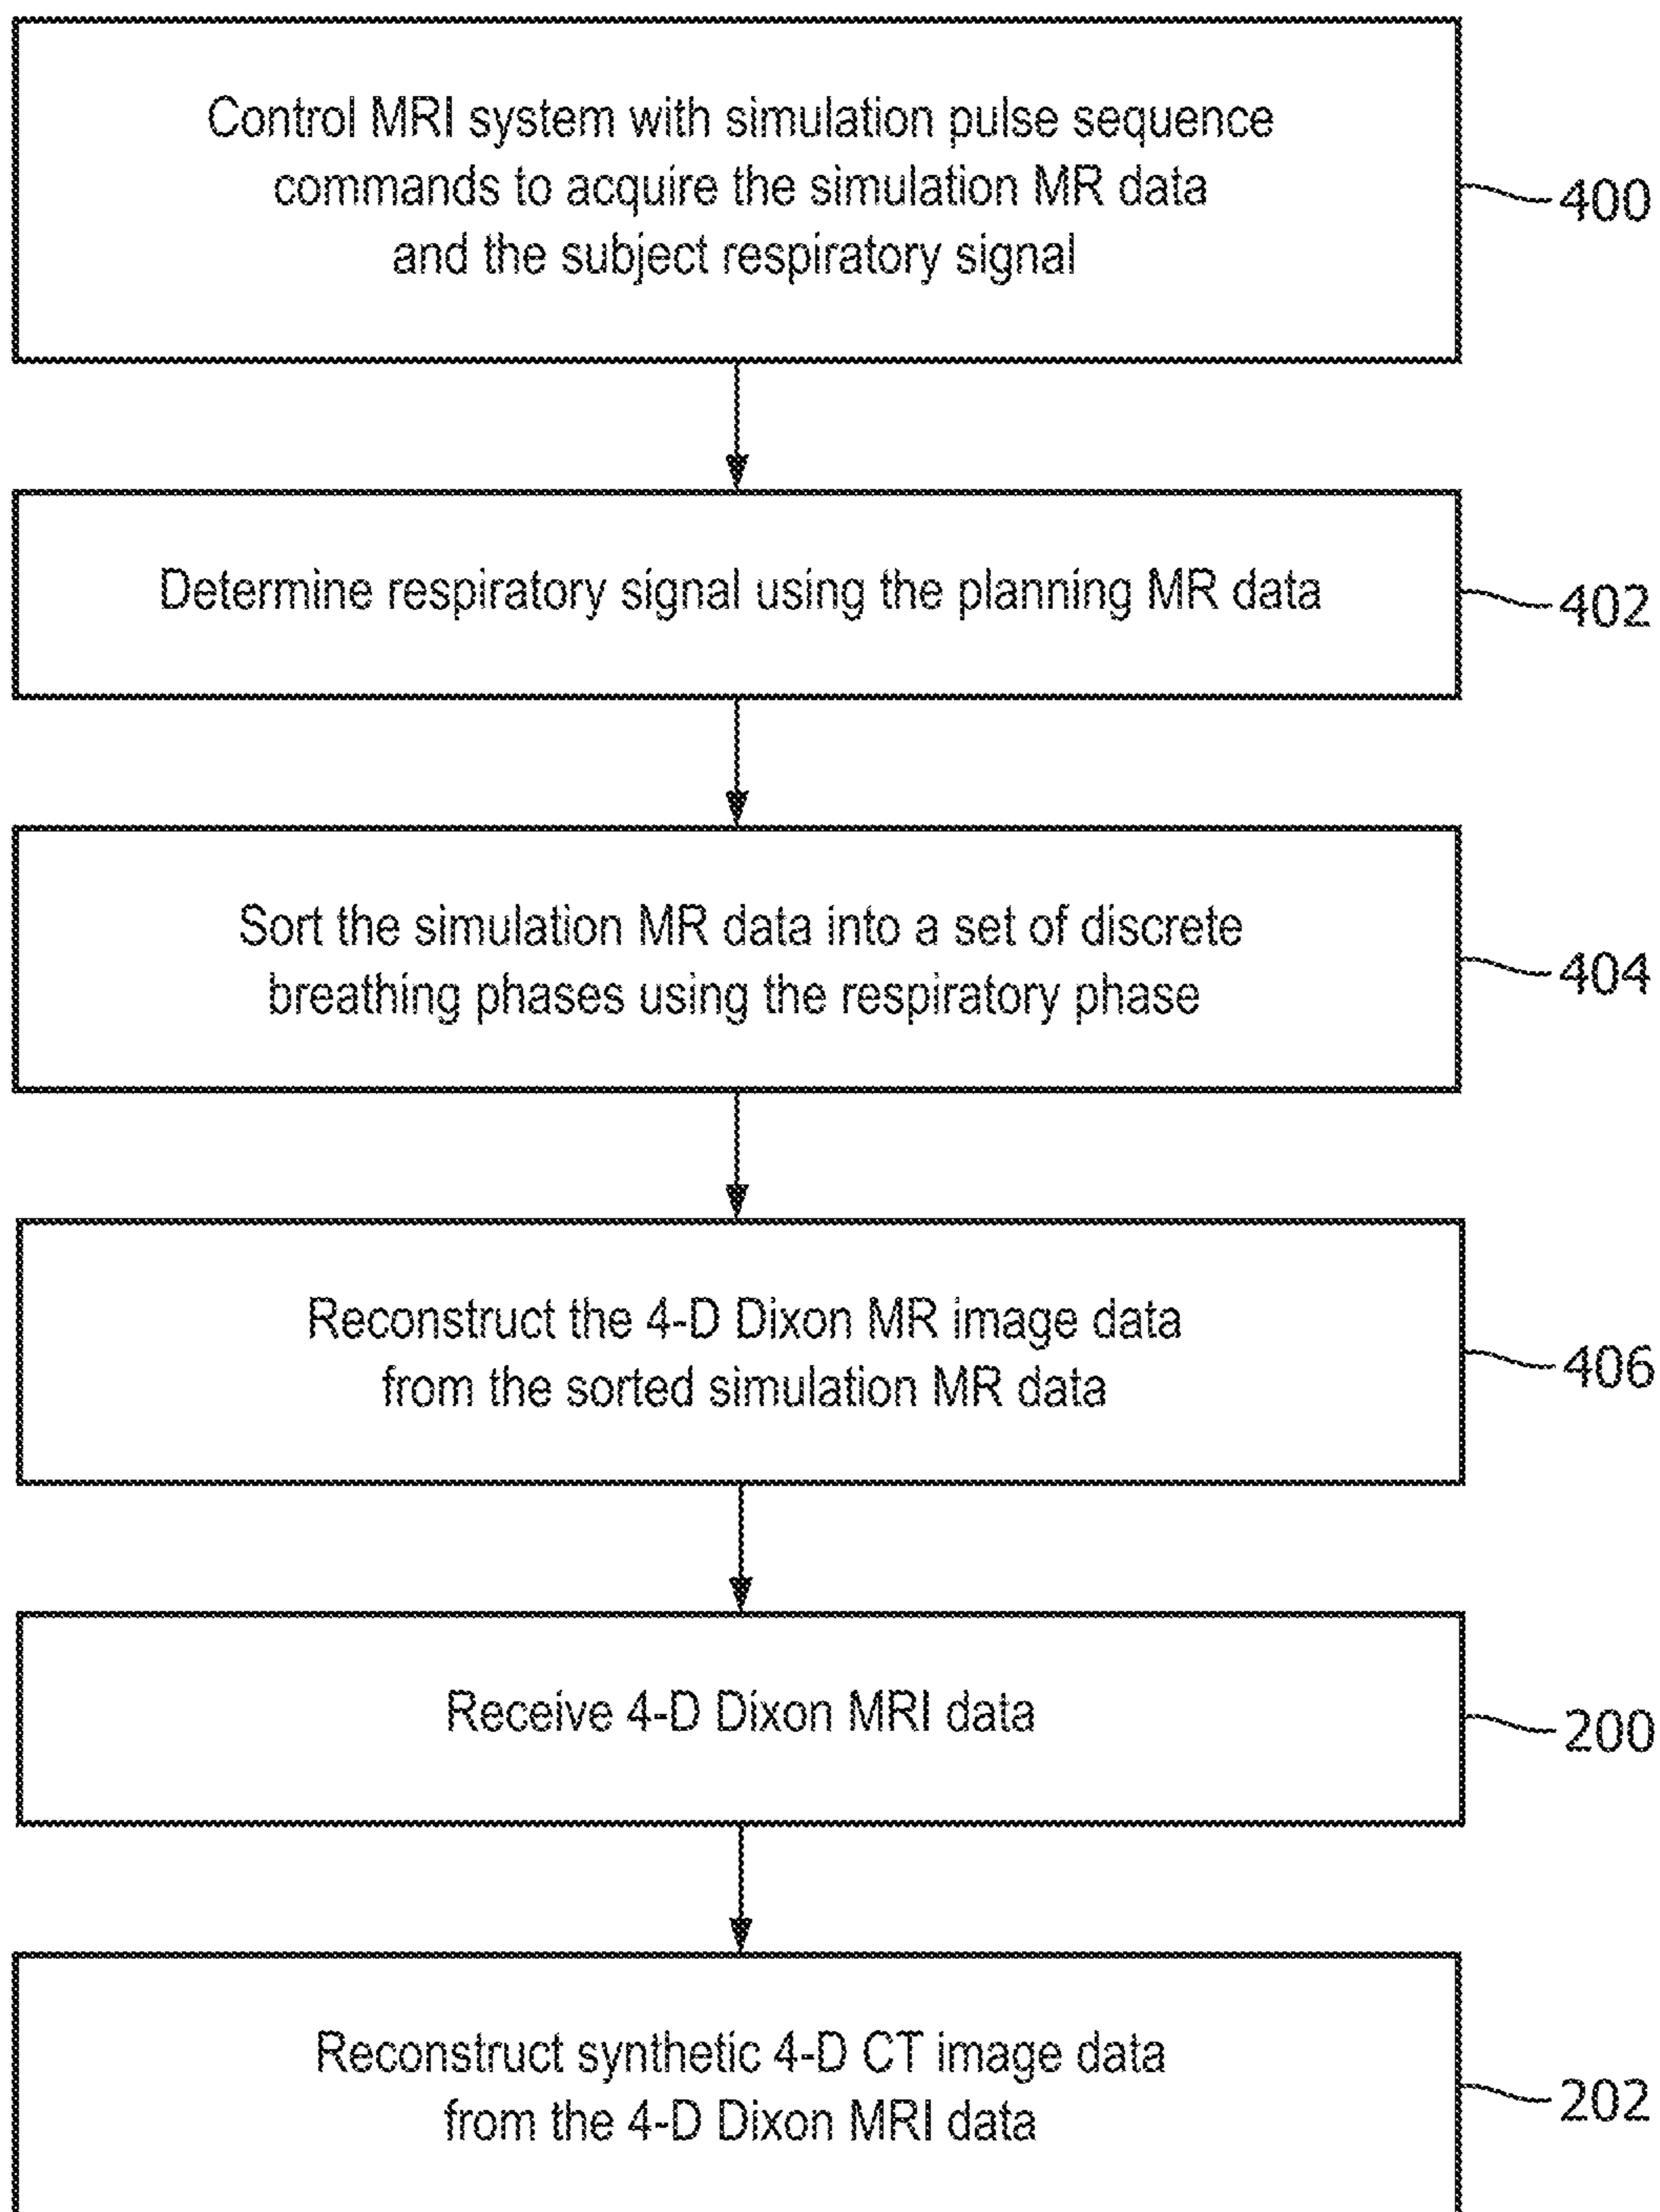 Control MRI system with simulation pulse sequence
commands to acquire the simulation MR data
and the subject respiratory signal
400
Determine respiratory signal using the planning MR data
402
Sort the simulation MR data into a set of discrete
breathing phases using the respiratory phase
404
Reconstruct the 4-D Dixon MR image data
from the sorted simulation MR data
406
Receive 4-D Dixon MRI data
200
Reconstruct synthetic 4-D CT image data
from the 4-D Dixon MRI data
202